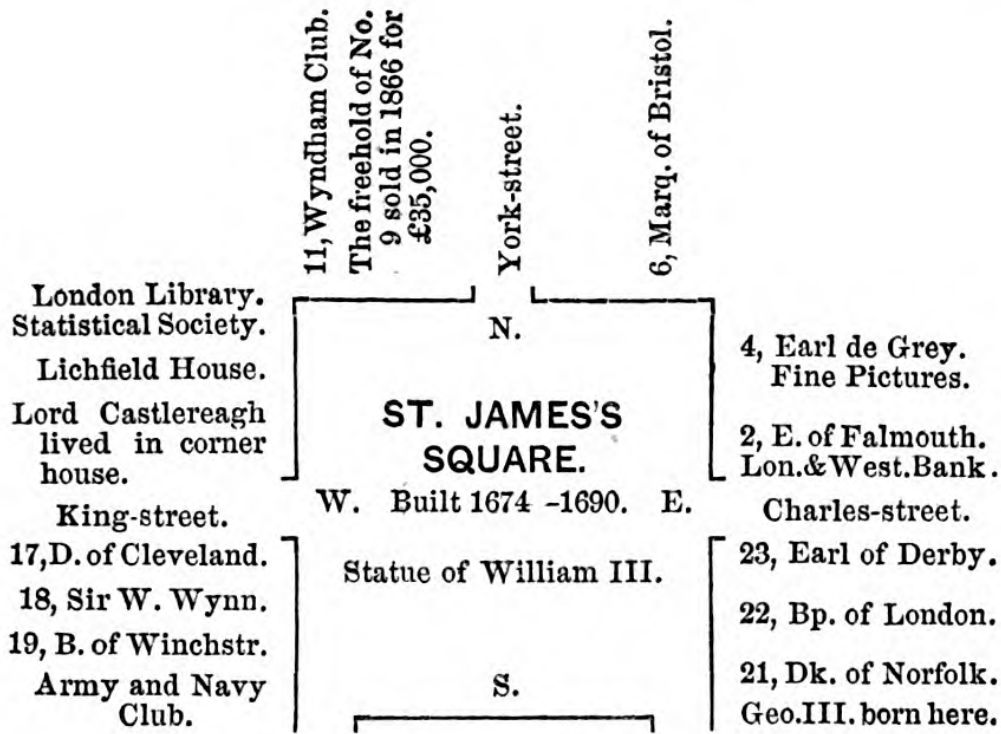 11, Wyndham Club.
The freehold of No.
9 sold in 1866 for
£35,000.
York-street.
6, Marq. of Bristol.
London Library.
Statistical Society.
Lichfield House.
Lord Castlereagh
lived in corner
house.
King-street.
17, D. of Cleveland.
18, Sir W. Wynn.
19, B. of Winchstr.
Army and Navy
Club.
N.
ST. JAMES'S
SQUARE.
W. Built 1674 -1690. E.
Statue of William III.
S.
4, Earl de Grey.
Fine Pictures.
2, E. of Falmouth.
Lon.&West.Bank.
Charles-street.
23, Earl of Derby.
22, Bp. of London.
21, Dk. of Norfolk.
Geo.III. born here.